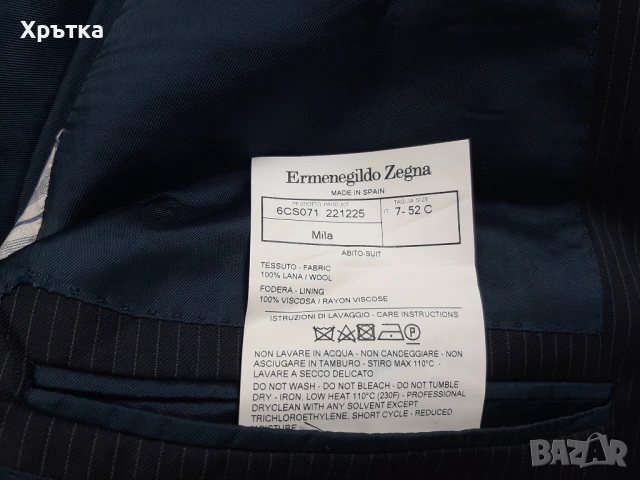 Хрътка
Ermenegildo Zegna
MADE IN SPAIN
PRODOTTO PRODUCT
TAGLIA SIZE
6CS071 221225
IT 7- 52 C
Mila
ABITO-SUIT
TESSUTO - FABRIC
100% LANA / WOOL
FODERA - LINING
100% VISCOSA / RAYON VISCOSE
ISTRUZIONI DI LAVAGGIO - CARE INSTRUCTIONS
NON LAVARE IN ACQUA - NON CANDEGGIARE - NON
ASCIUGARE IN TAMBURO - STIRO MAX 110°C. -
LAVARE A SECCO DELICATO
DO NOT WASH - DO NOT BLEACH - DO NOT TUMBLE
DRY - IRON, LOW HEAT 110°C (230F) - PROFESSIONAL
DRYCLEAN WITH ANY SOLVENT EXCEPT
TRICHLOROETHYLENE, SHORT CYCLE - REDUCED
MOISTURE
BAZAR